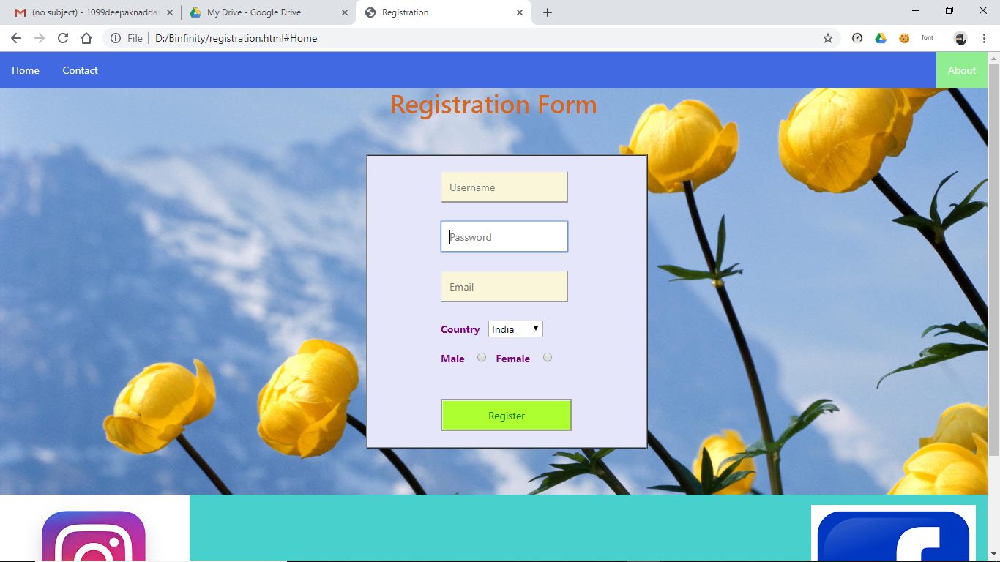 (no subject) - 1099deepaknadda
My Drive - Google Drive
Registration
File
D:/Binfinity/registration.html#Home
font
Home
Contact
About
Registration Form
Username
Password
Email
Country
India
Male
Female
Register